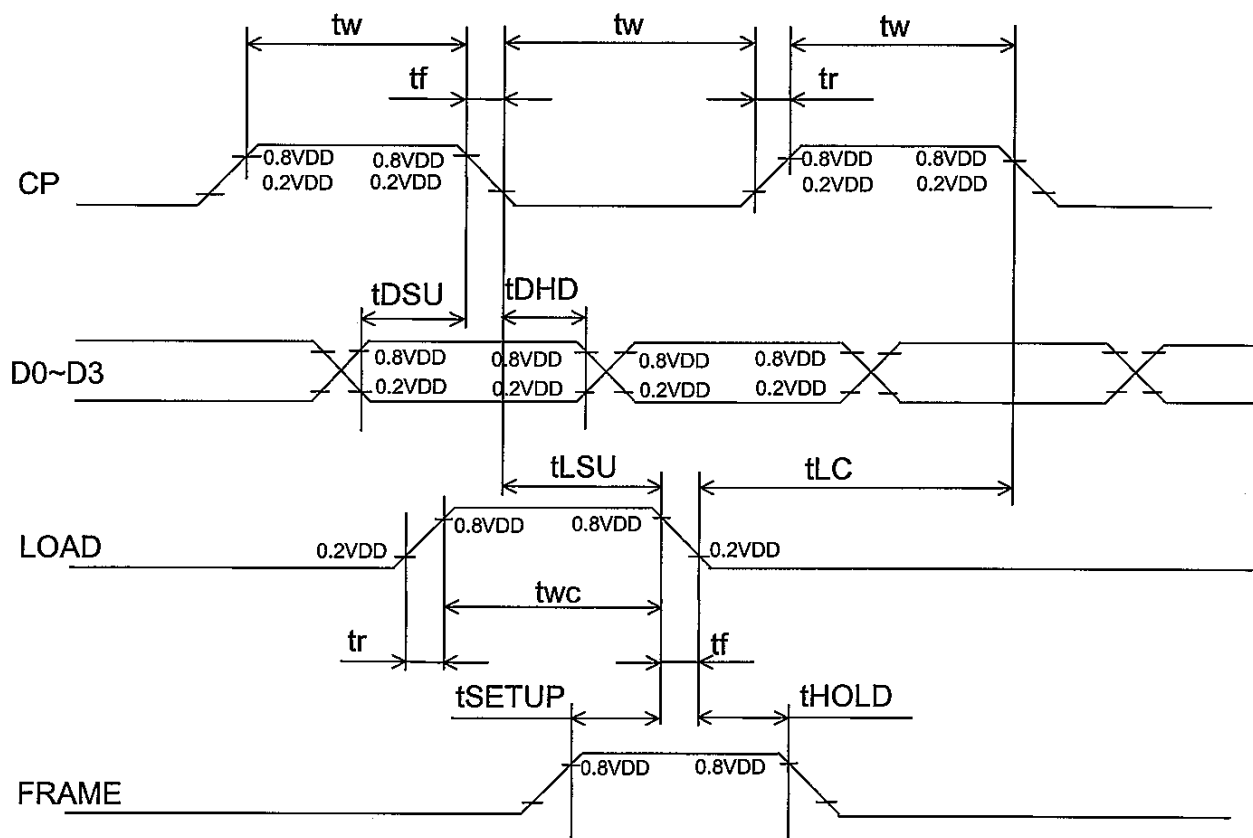 tw tw tw
tf tr
CP
0.8VDD 0.8VDD 0.8VDD 0.8VDD
0.2VDD 0.2VDD 0.2VDD 0.2VDD
tDSU tDHD
D0~D3
0.8VDD 0.8VDD 0.8VDD 0.8VDD
0.2VDD 0.2VDD 0.2VDD 0.2VDD
tLSU tLC
LOAD
0.8VDD 0.8VDD
0.2VDD 0.2VDD
twc
tr tf
tSETUP tHOLD
FRAME
0.8VDD 0.8VDD